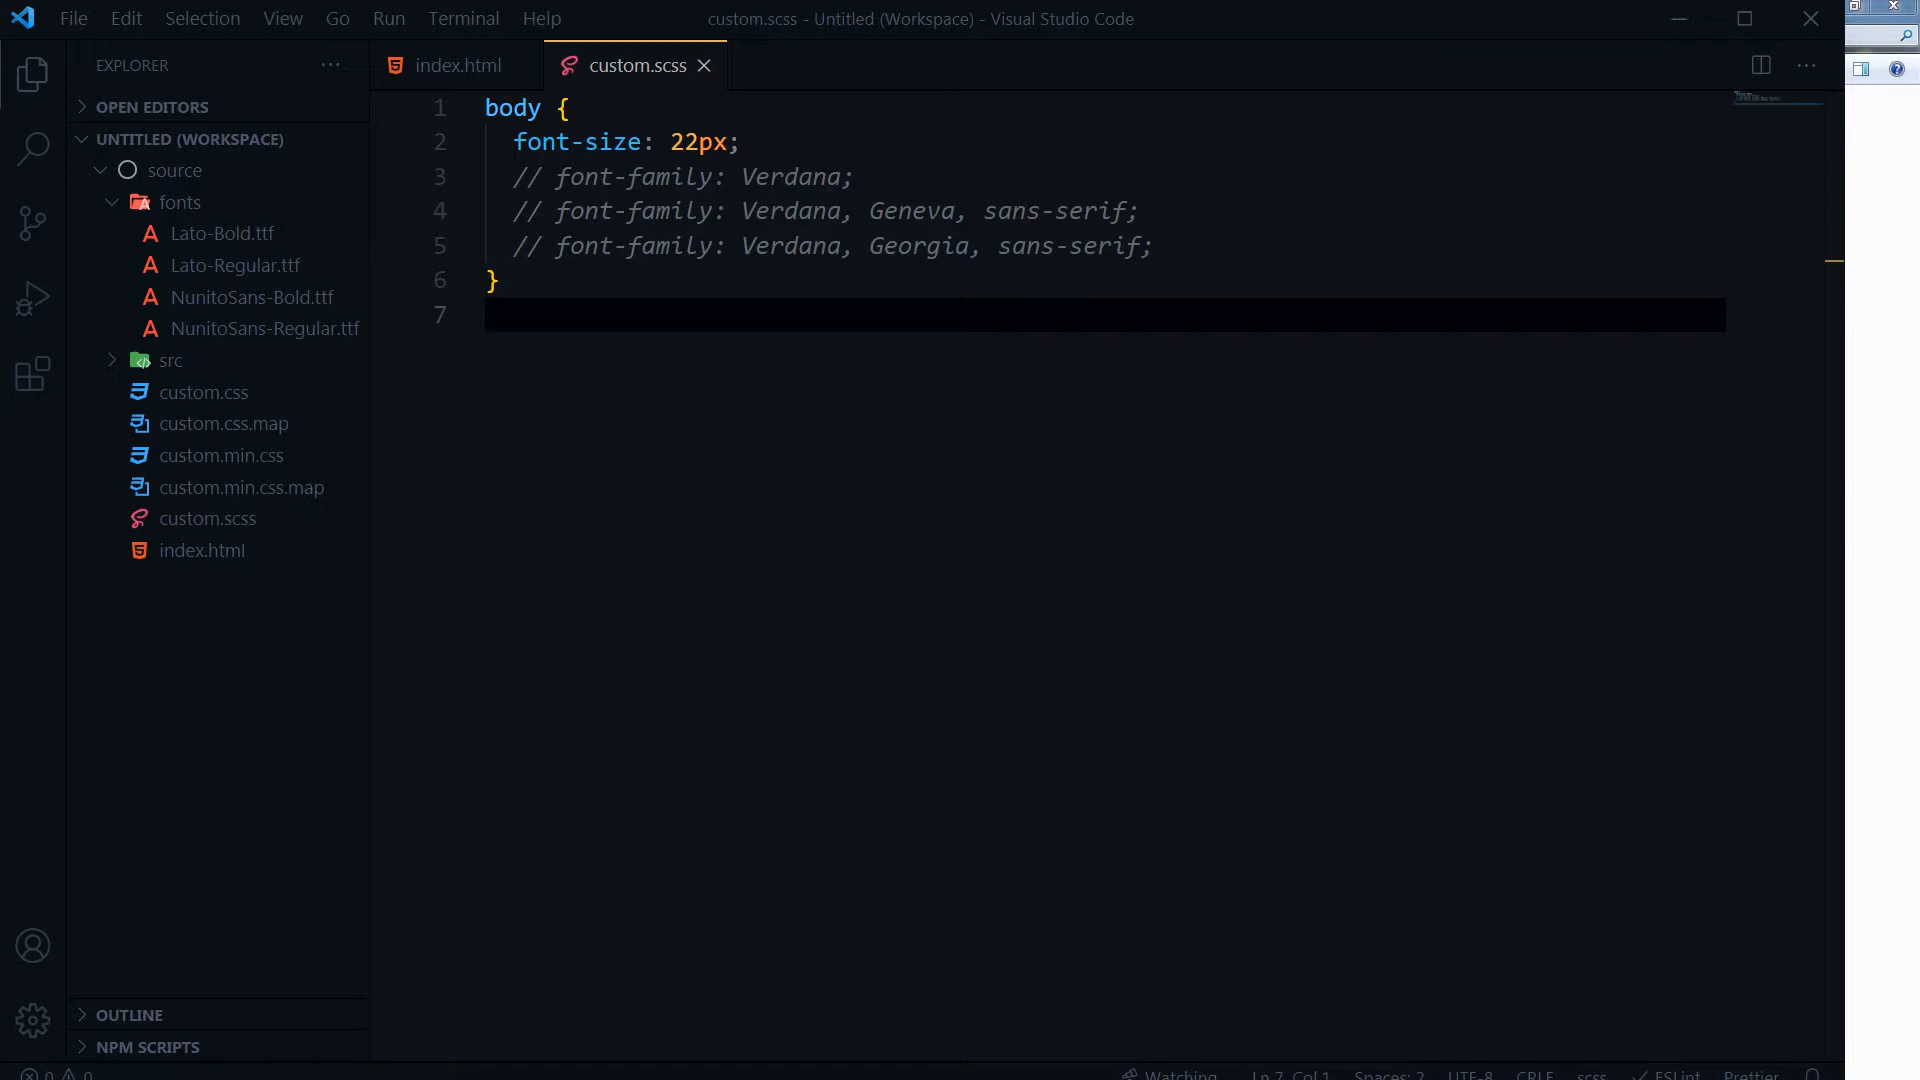 File Edit Selection View Go Run Terminal Help
custom.scss - Untitled (Workspace) - Visual Studio Code
EXPLORER
OPEN EDITORS
UNTITLED (WORKSPACE)
source
fonts
Lato-Bold.ttf
Lato-Regular.ttf
NunitoSans-Bold.ttf
NunitoSans-Regular.ttf
src
custom.css
custom.css.map
custom.min.css
custom.min.css.map
custom.scss
index.html
OUTLINE
NPM SCRIPTS
index.html
custom.scss
1 body {
2 font-size: 22px;
3 // font-family: Verdana;
4 // font-family: Verdana, Geneva, sans-serif;
5 // font-family: Verdana, Georgia, sans-serif;
6 }
7
0 0
Watching Ln 7, Col 1 Spaces: 2 UTF-8 CRLF scss ESLint Prettier